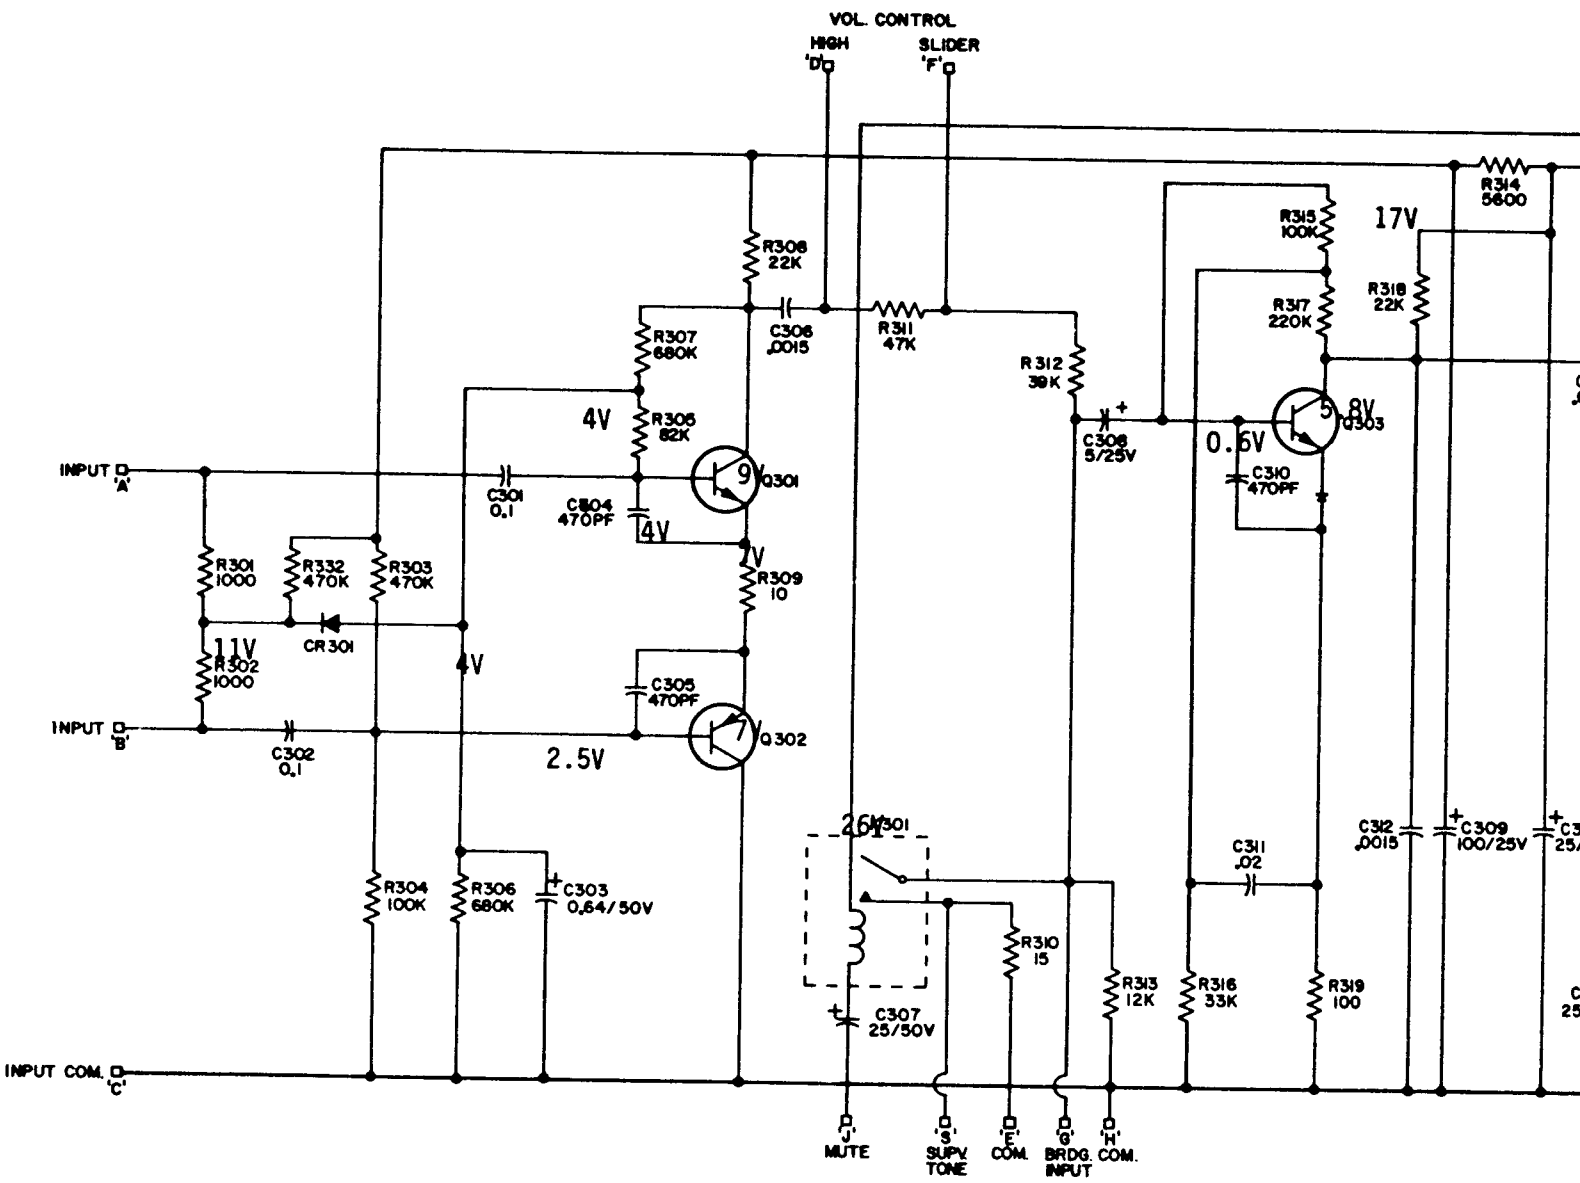 VOL. CONTROL
HIGH
'D'
SLIDER
'F'
R314
5600
R315
100K
17V
R308
22K
R317
220K
R318
22K
C306
.0015
R311
47K
R307
680K
R312
39K
4V
R305
82K
C308
5/25V
+
0.6V
5.8V
Q303
INPUT
'A'
C301
0.1
C304
470PF
4V
9V
Q301
C310
470PF
R301
1000
R332
470K
R303
470K
R309
10
CR301
11V
R302
1000
4V
C305
470PF
INPUT
'B'
C302
0.1
2.5V
7V
Q302
26V
C312
.0015
+
C309
100/25V
+
C311
.02
R304
100K
R306
680K
+
C303
0.64/50V
R310
15
R313
12K
R316
33K
R319
100
+
C307
25/50V
INPUT COM.
'C'
'J'
MUTE
'S'
SUPV.
TONE
'E'
COM.
'G'
BRDG.
INPUT
'H'
COM.